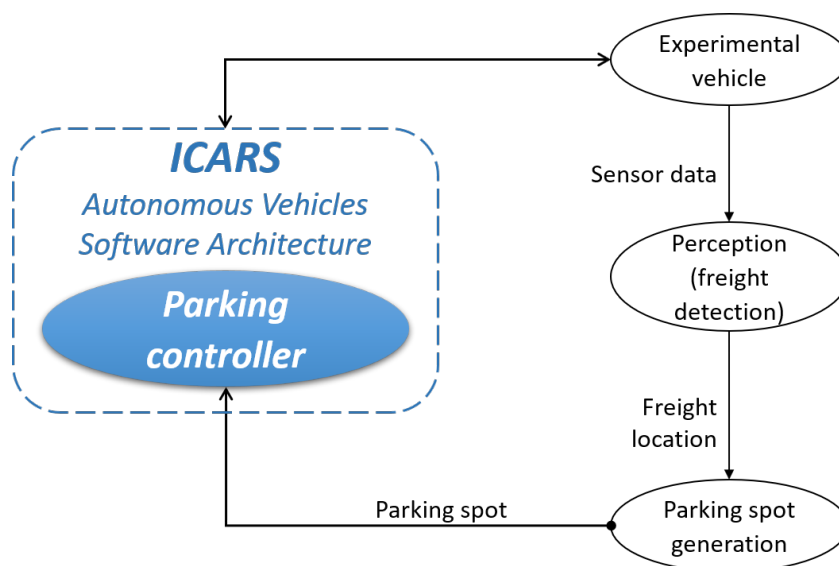 Experimental
vehicle
ICARS
Autonomous Vehicles
Software Architecture
Parking
controller
Sensor data
Perception
(freight
detection)
Freight
location
Parking spot
Parking spot
generation